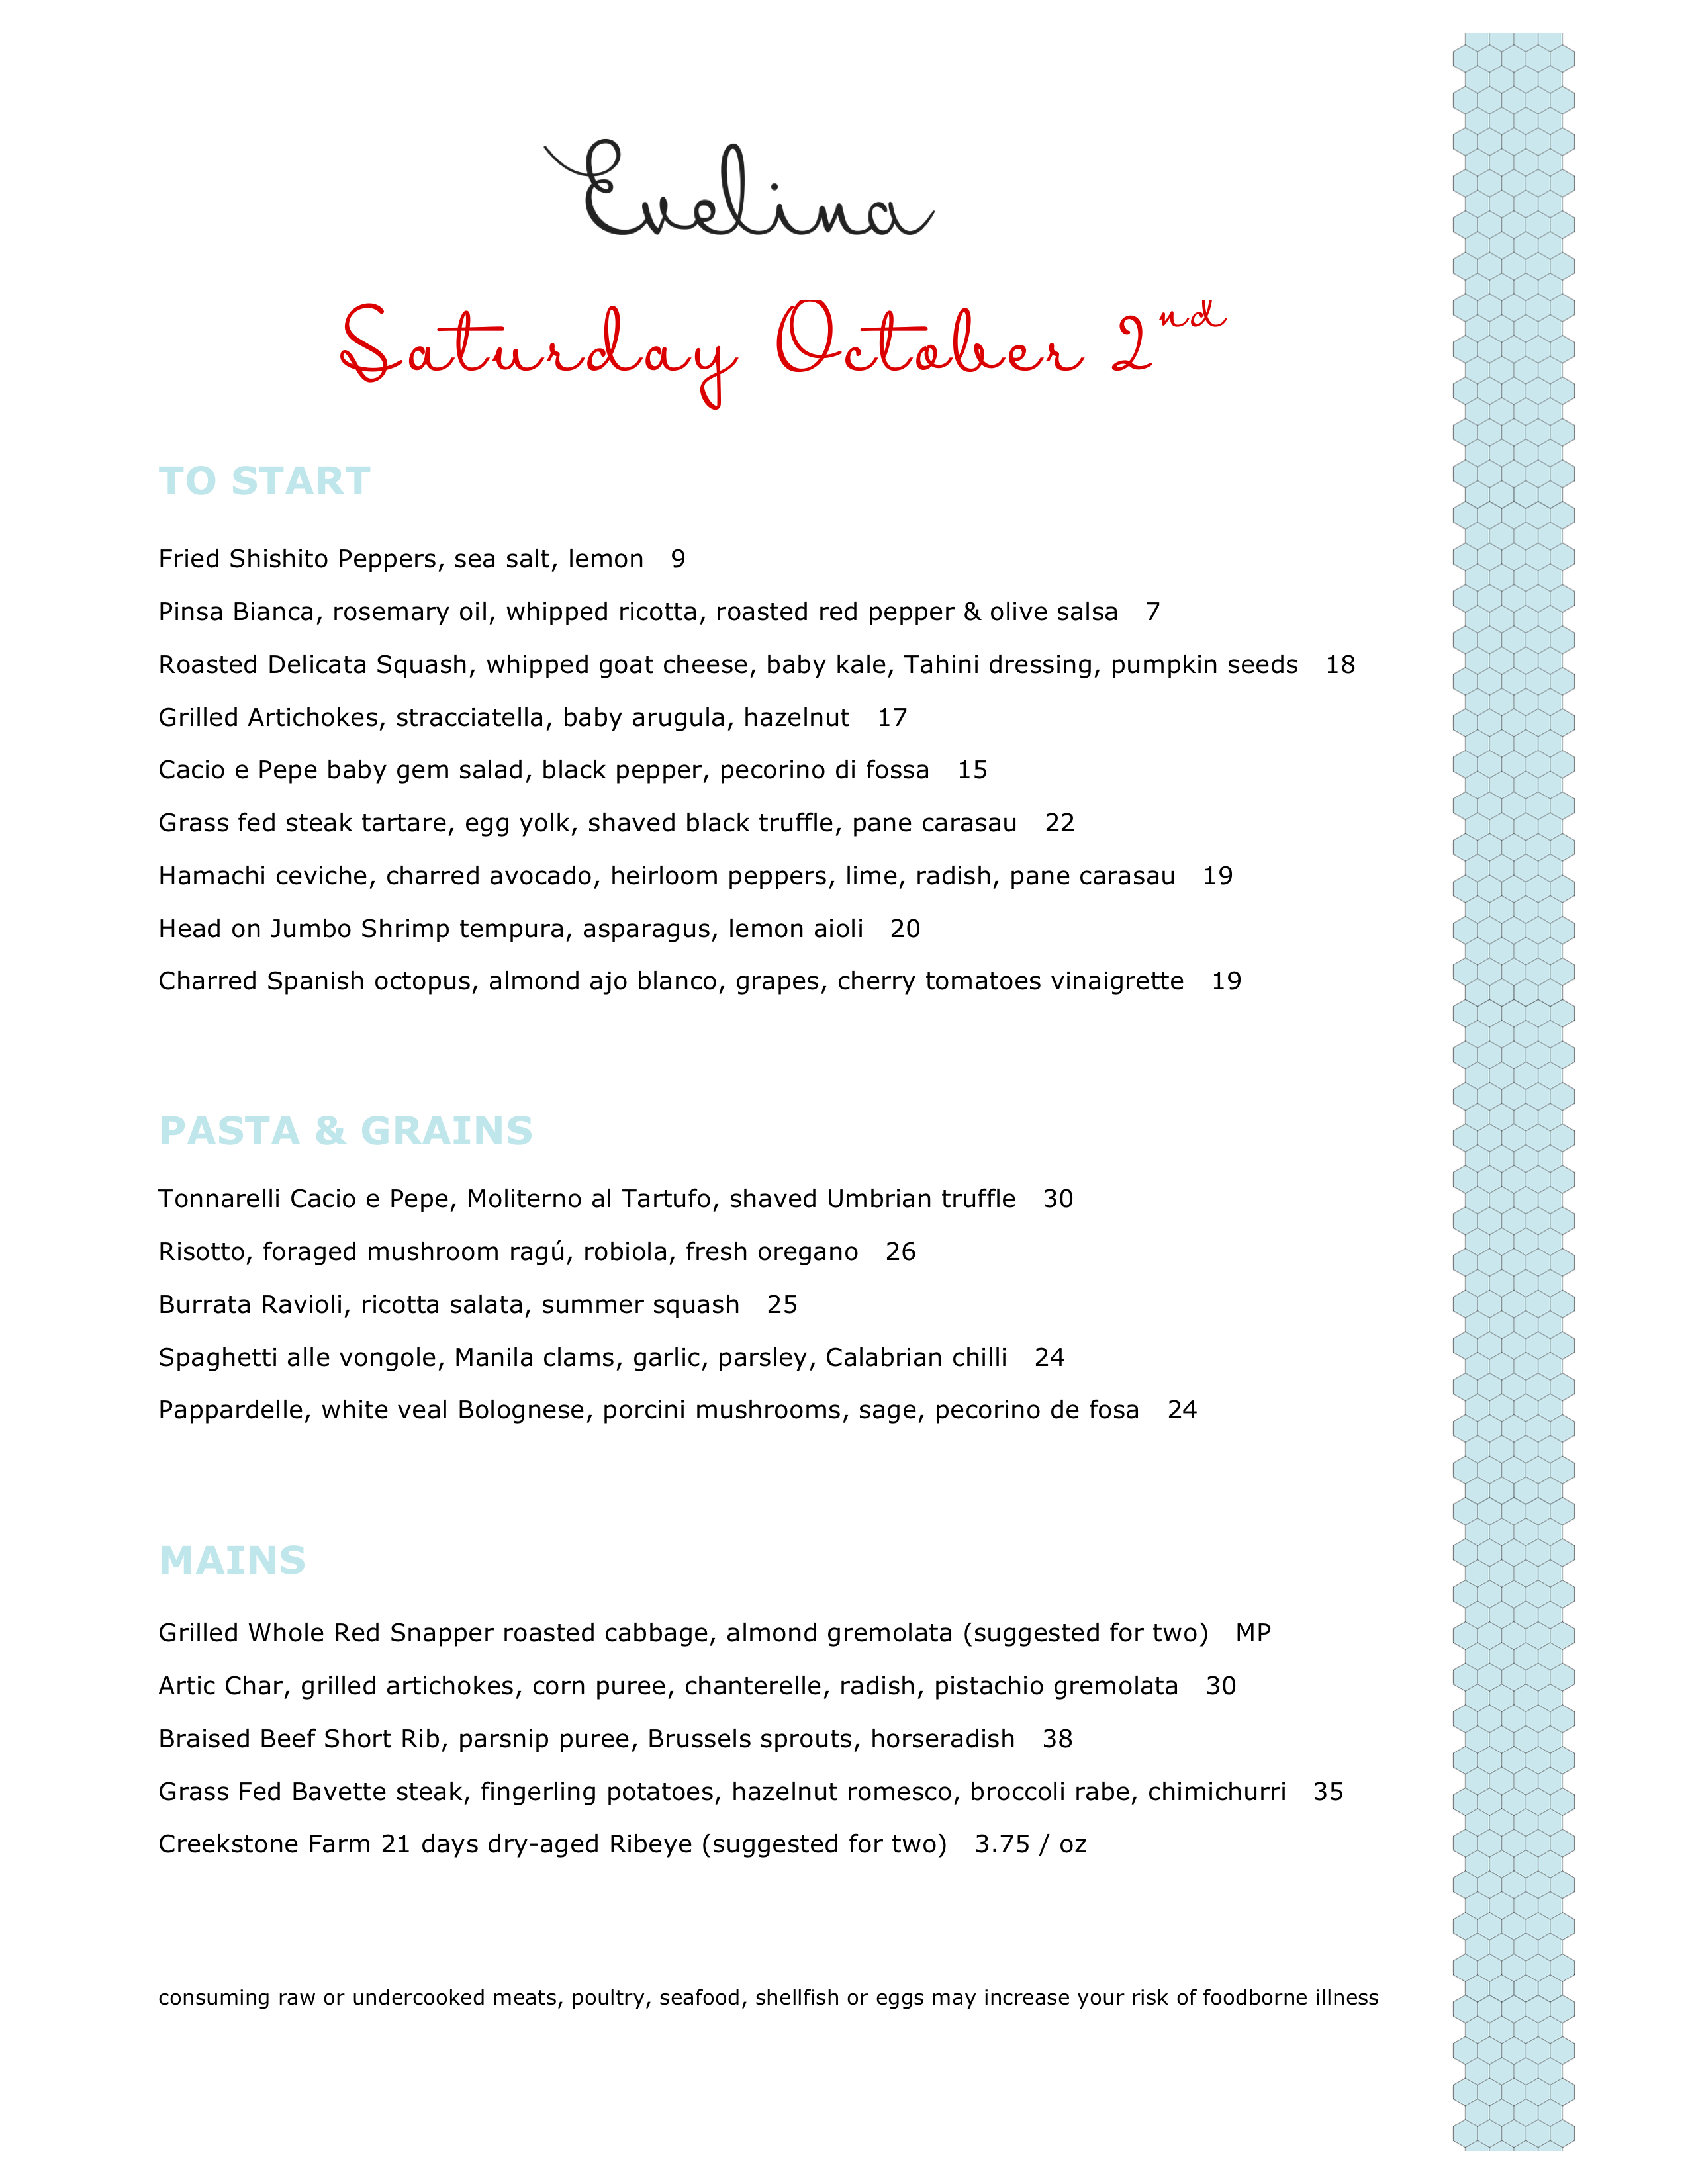 Evelina
Saturday October 2nd
TO START
Fried Shishito Peppers, sea salt, lemon 9
Pinsa Bianca, rosemary oil, whipped ricotta, roasted red pepper & olive salsa 7
Roasted Delicata Squash, whipped goat cheese, baby kale, Tahini dressing, pumpkin seeds 18
Grilled Artichokes, stracciatella, baby arugula, hazelnut 17
Cacio e Pepe baby gem salad, black pepper, pecorino di fossa 15
Grass fed steak tartare, egg yolk, shaved black truffle, pane carasau 22
Hamachi ceviche, charred avocado, heirloom peppers, lime, radish, pane carasau 19
Head on Jumbo Shrimp tempura, asparagus, lemon aioli 20
Charred Spanish octopus, almond ajo blanco, grapes, cherry tomatoes vinaigrette 19
PASTA & GRAINS
Tonnarelli Cacio e Pepe, Moliterno al Tartufo, shaved Umbrian truffle 30
Risotto, foraged mushroom ragú, robiola, fresh oregano 26
Burrata Ravioli, ricotta salata, summer squash 25
Spaghetti alle vongole, Manila clams, garlic, parsley, Calabrian chilli 24
Pappardelle, white veal Bolognese, porcini mushrooms, sage, pecorino de fosa 24
MAINS
Grilled Whole Red Snapper roasted cabbage, almond gremolata (suggested for two) MP
Artic Char, grilled artichokes, corn puree, chanterelle, radish, pistachio gremolata 30
Braised Beef Short Rib, parsnip puree, Brussels sprouts, horseradish 38
Grass Fed Bavette steak, fingerling potatoes, hazelnut romesco, broccoli rabe, chimichurri 35
Creekstone Farm 21 days dry-aged Ribeye (suggested for two) 3.75 / oz
consuming raw or undercooked meats, poultry, seafood, shellfish or eggs may increase your risk of foodborne illness